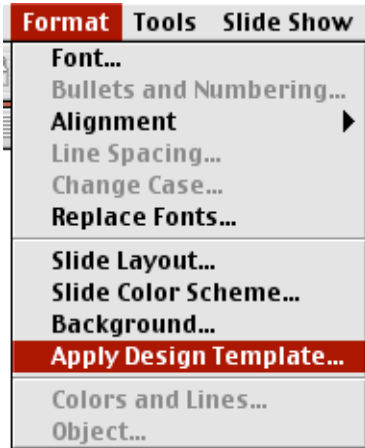 Format Tools Slide Show
Font...
Bullets and Numbering...
Alignment
Line Spacing...
Change Case...
Replace Fonts...
Slide Layout...
Slide Color Scheme...
Background...
Apply Design Template...
Colors and Lines...
Object...